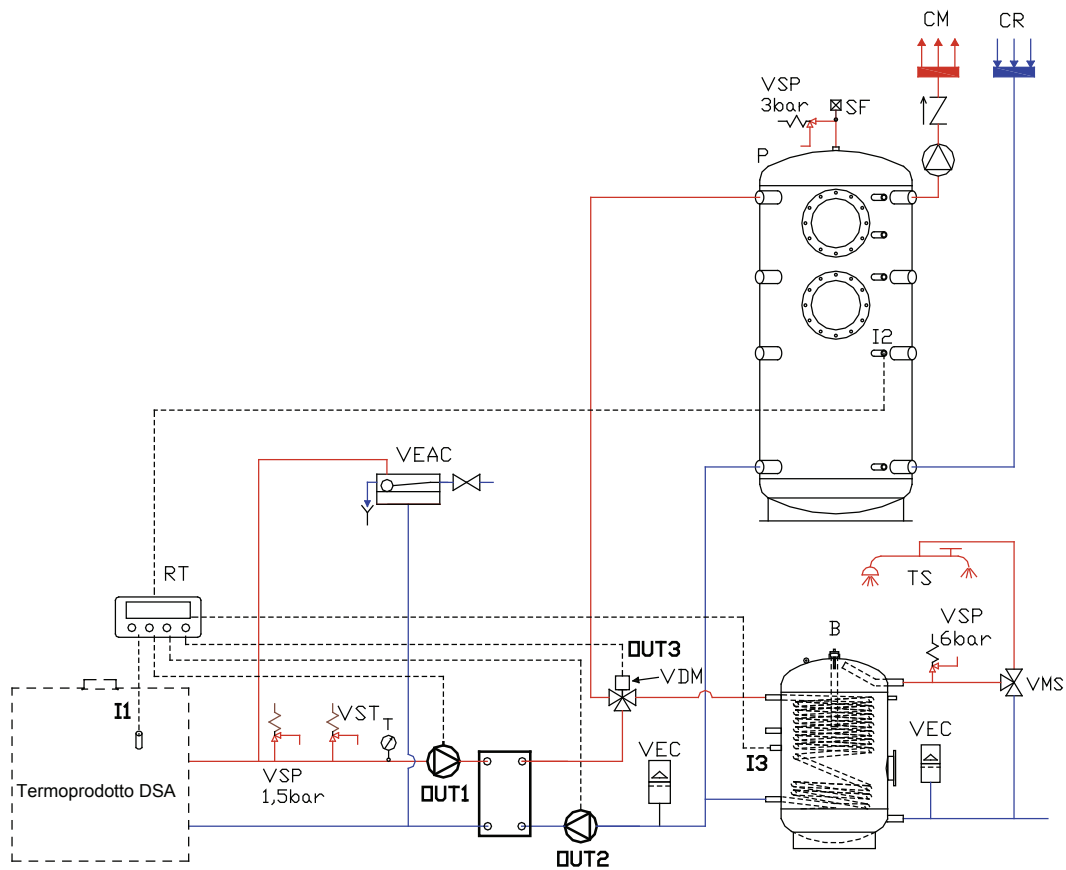 CM
CR
VSP
3bar
SF
P
I2
VEAC
RT
TS
VSP
6bar
B
OUT3
VDM
VMS
I1
VST
T
VEC
VEC
I3
VSP
1,5bar
Termoprodotto DSA
OUT1
OUT2